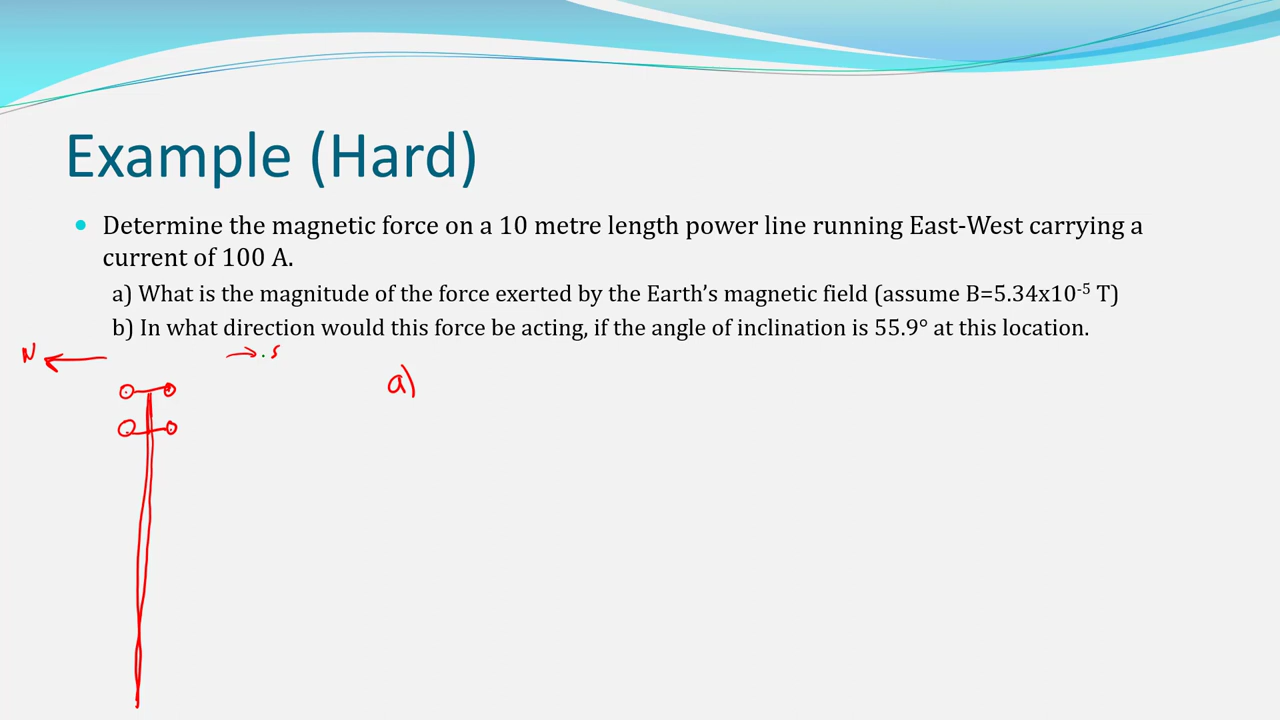 Example (Hard)
Determine the magnetic force on a 10 metre length power line running East-West carrying a
current of 100 A.
a) What is the magnitude of the force exerted by the Earth's magnetic field (assume B=5.34x10⁻⁵ T)
b) In what direction would this force be acting, if the angle of inclination is 55.9° at this location.
N
S
a)